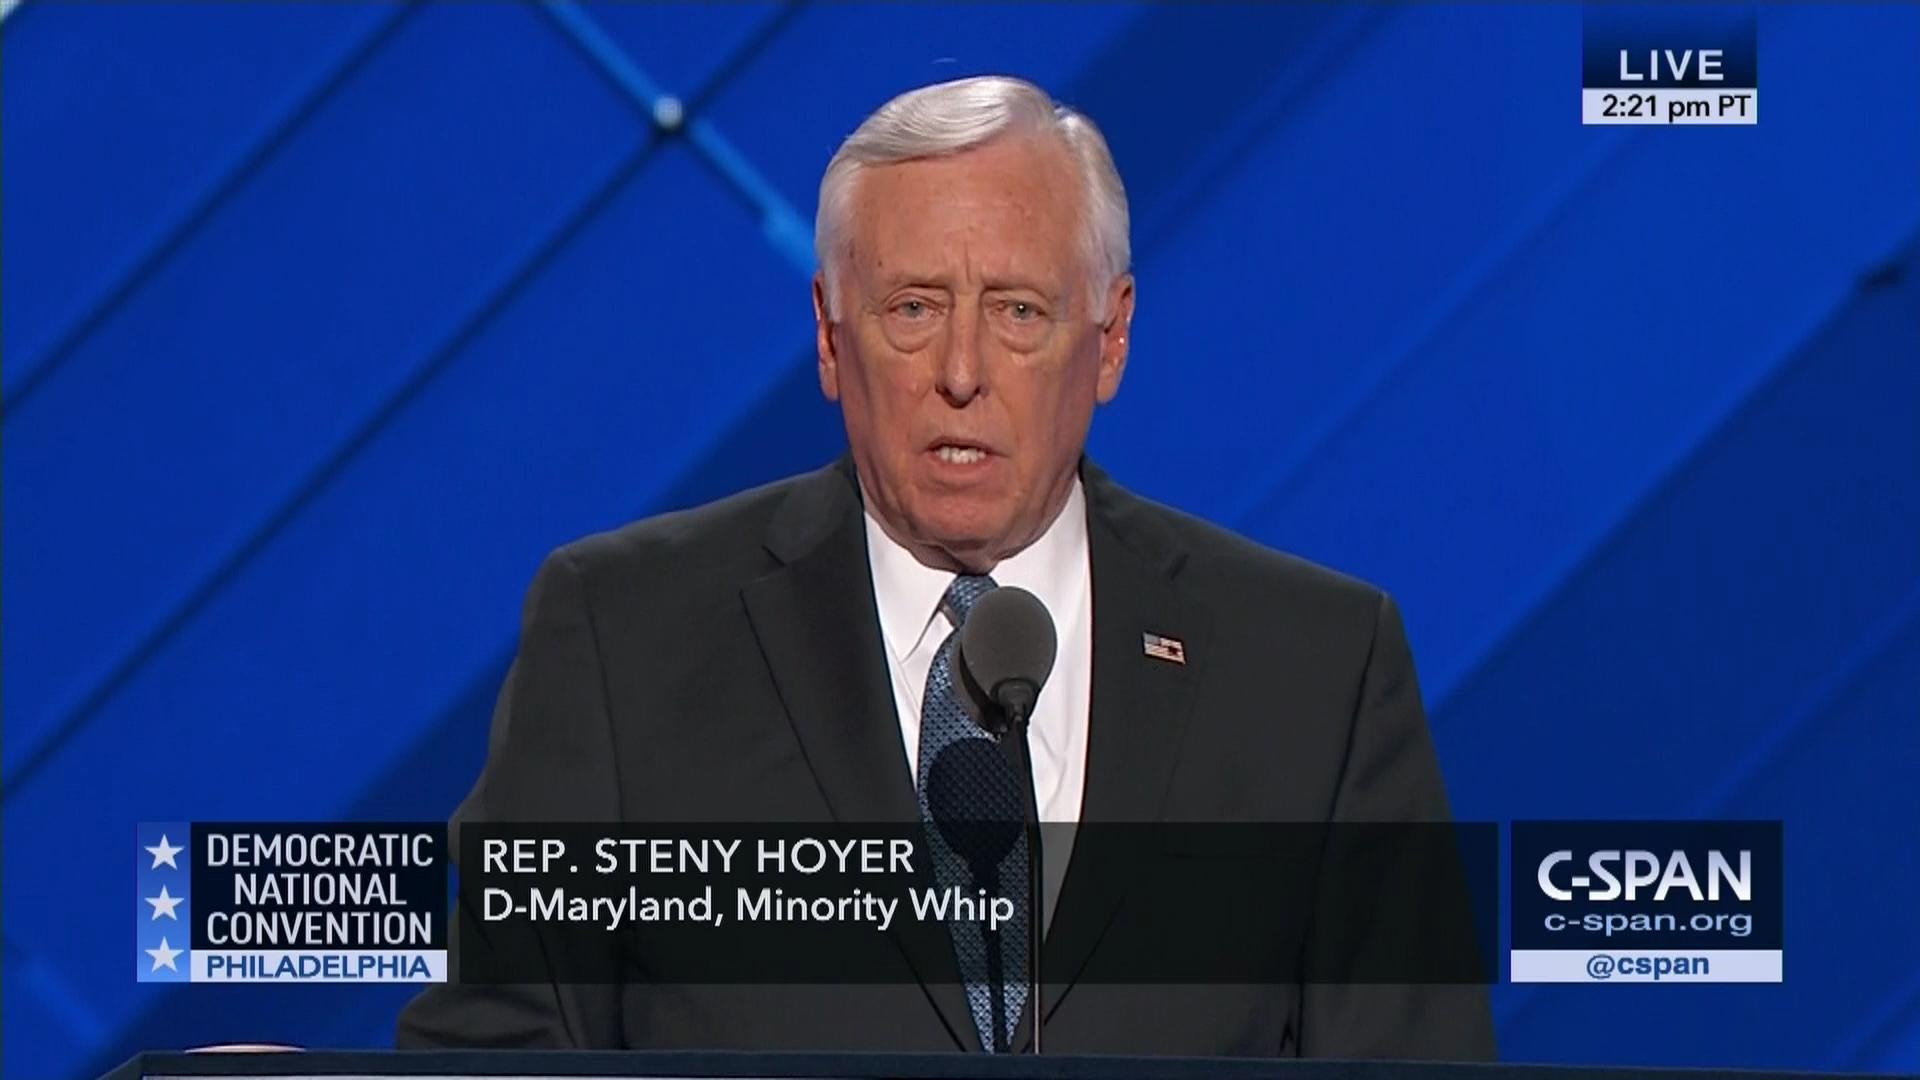 LIVE
2:21 pm PT
DEMOCRATIC
NATIONAL
CONVENTION
PHILADELPHIA
REP. STENY HOYER
D-Maryland, Minority Whip
C-SPAN
c-span.org
@cspan